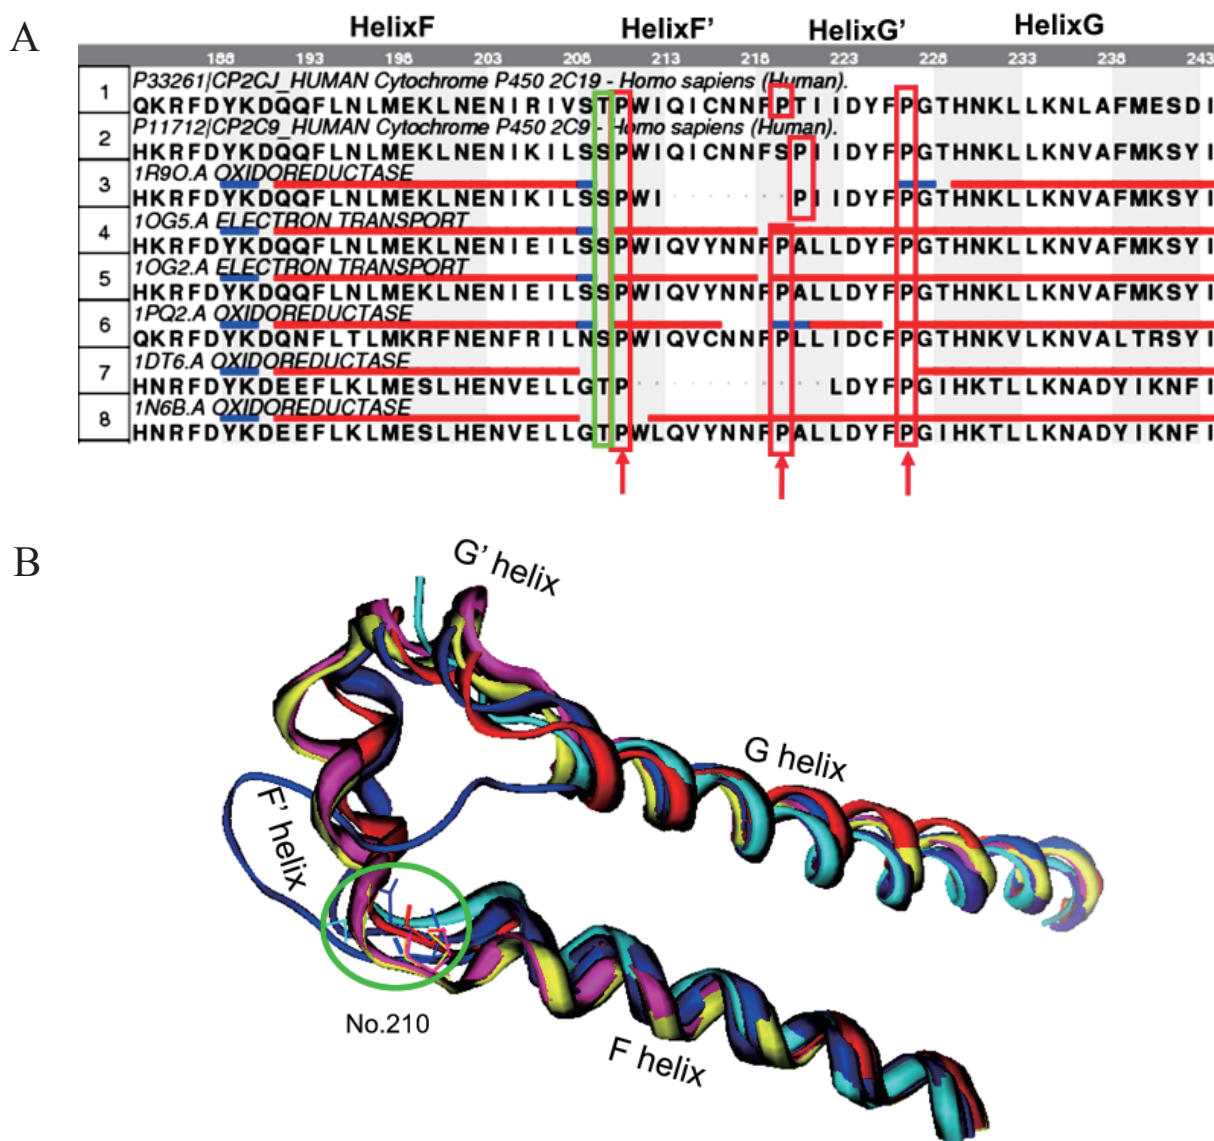 A
HelixF HelixF’ HelixG’ HelixG
188 193 198 203 208 213 218 223 228 233 238 243
1 P33261|CP2CJ_HUMAN Cytochrome P450 2C19 - Homo sapiens (Human).
QKRFDYKDQQFLNLMEKLNENIRIVSTPWIQICNNFPTIIDYFPGTHNKLLKNLAFMESDI
2 P11712|CP2C9_HUMAN Cytochrome P450 2C9 - Homo sapiens (Human).
HKRFDYKDQQFLNLMEKLNENIKILSSPWIQICNNFSPIIDYFPGTHNKLLKNVAFMKSYI
3 1R9O.A OXIDOREDUCTASE
HKRFDYKDQQFLNLMEKLNENIKILSSPWI.......PIIDYFPGTHNKLLKNVAFMKSYI
4 1OG5.A ELECTRON TRANSPORT
HKRFDYKDQQFLNLMEKLNENIEILSSPWIQVYNNFPALLDYFPGTHNKLLKNVAFMKSYI
5 1OG2.A ELECTRON TRANSPORT
HKRFDYKDQQFLNLMEKLNENIEILSSPWIQVYNNFPALLDYFPGTHNKLLKNVAFMKSYI
6 1PQ2.A OXIDOREDUCTASE
QKRFDYKDQNFLTLMKRFNENFRILNSPWIQVCNNFPLLIDCFPGTHNKVLKNVALTRSYI
7 1DT6.A OXIDOREDUCTASE
HNRFDYKDEEFLKLMESLHENVELLGTP...........LDYFPGIHKTLLKNADYIKNFI
8 1N6B.A OXIDOREDUCTASE
HNRFDYKDEEFLKLMESLHENVELLGTPWLQVYNNFPALLDYFPGIHKTLLKNADYIKNFI
B
G’ helix
G helix
F’ helix
No.210
F helix